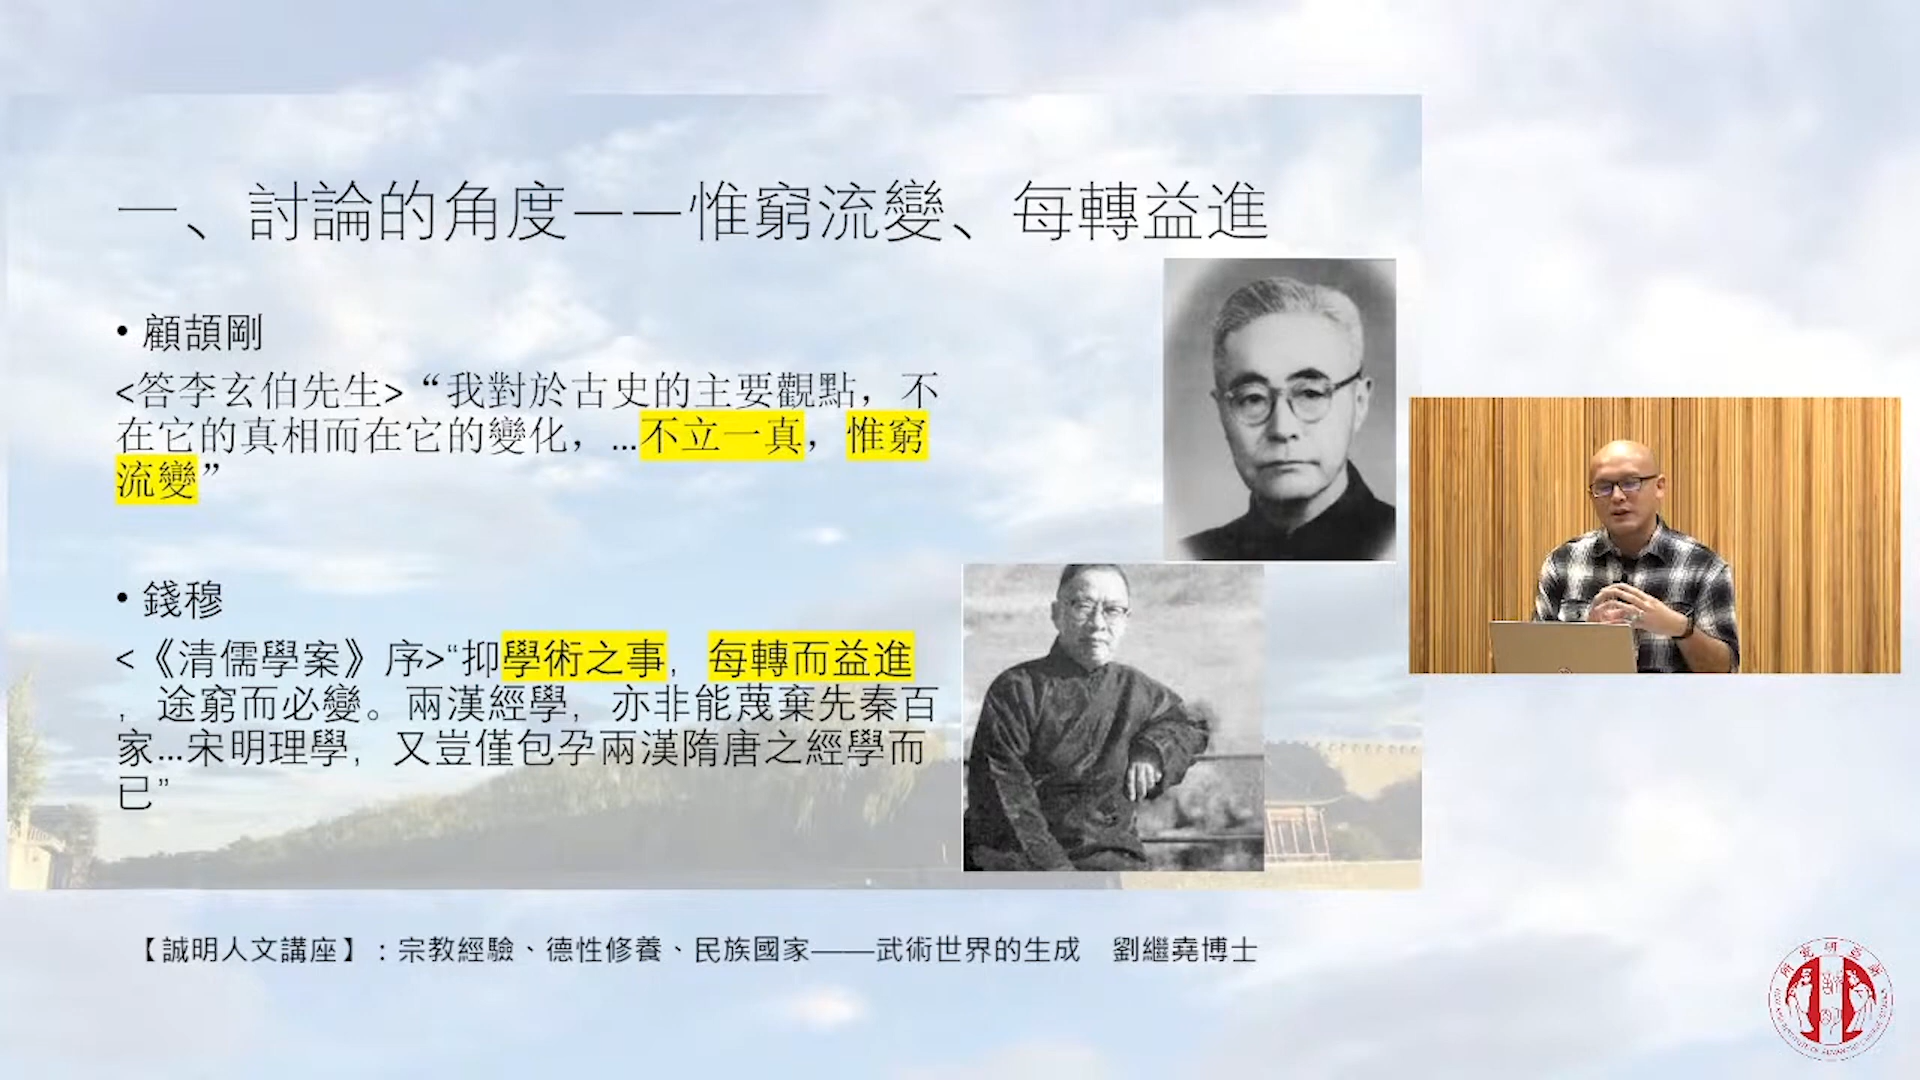 一、討論的角度——惟窮流變、每轉益進
• 顧頡剛
<答李玄伯先生>“我對於古史的主要觀點，不
在它的真相而在它的變化，...不立一真，惟窮
流變”
• 錢穆
<《清儒學案》序>“抑學術之事，每轉而益進
，途窮而必變。兩漢經學，亦非能蔑棄先秦百
家...宋明理學，又豈僅包孕兩漢隋唐之經學而
已”
【誠明人文講座】：宗教經驗、德性修養、民族國家——武術世界的生成　劉繼堯博士